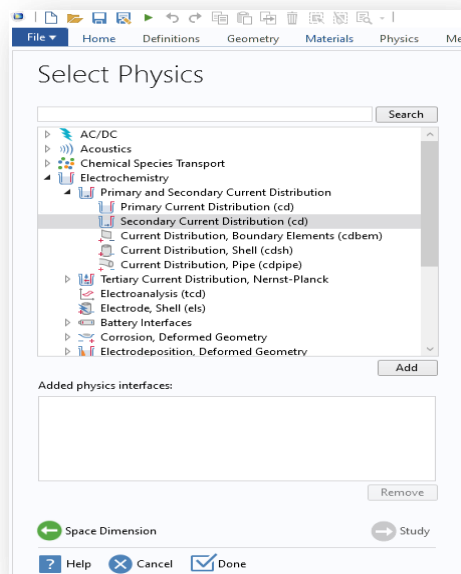 File Home Definitions Geometry Materials Physics Me
Select Physics
Search
AC/DC
Acoustics
Chemical Species Transport
Electrochemistry
Primary and Secondary Current Distribution
Primary Current Distribution (cd)
Secondary Current Distribution (cd)
Current Distribution, Boundary Elements (cdbem)
Current Distribution, Shell (cdsh)
Current Distribution, Pipe (cdpipe)
Tertiary Current Distribution, Nernst-Planck
Electroanalysis (tcd)
Electrode, Shell (els)
Battery Interfaces
Corrosion, Deformed Geometry
Electrodeposition, Deformed Geometry
Add
Added physics interfaces:
Remove
Space Dimension Study
? Help Cancel Done